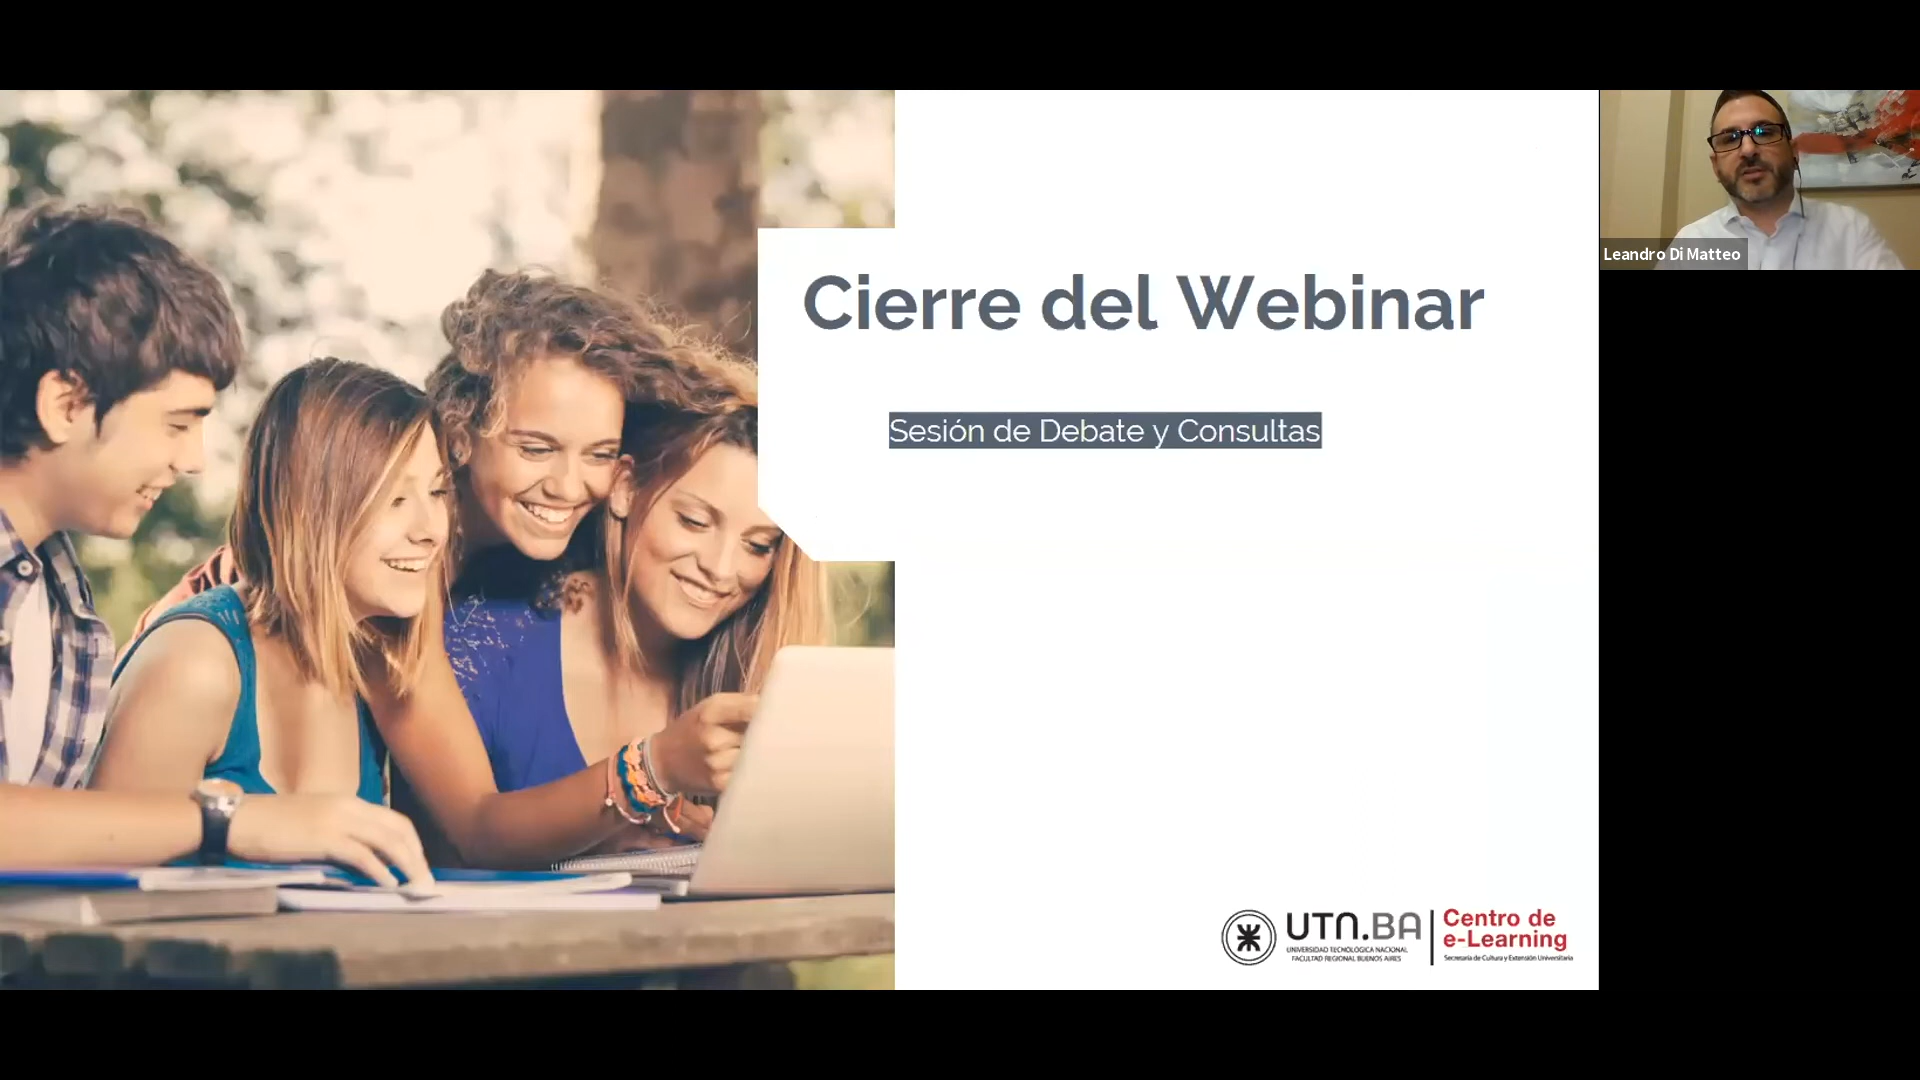 Cierre del Webinar
Sesión de Debate y Consultas
Leandro Di Matteo
UTN.BA
UNIVERSIDAD TECNOLÓGICA NACIONAL
FACULTAD REGIONAL BUENOS AIRES
Centro de
e-Learning
Secretaría de Cultura y Extensión Universitaria